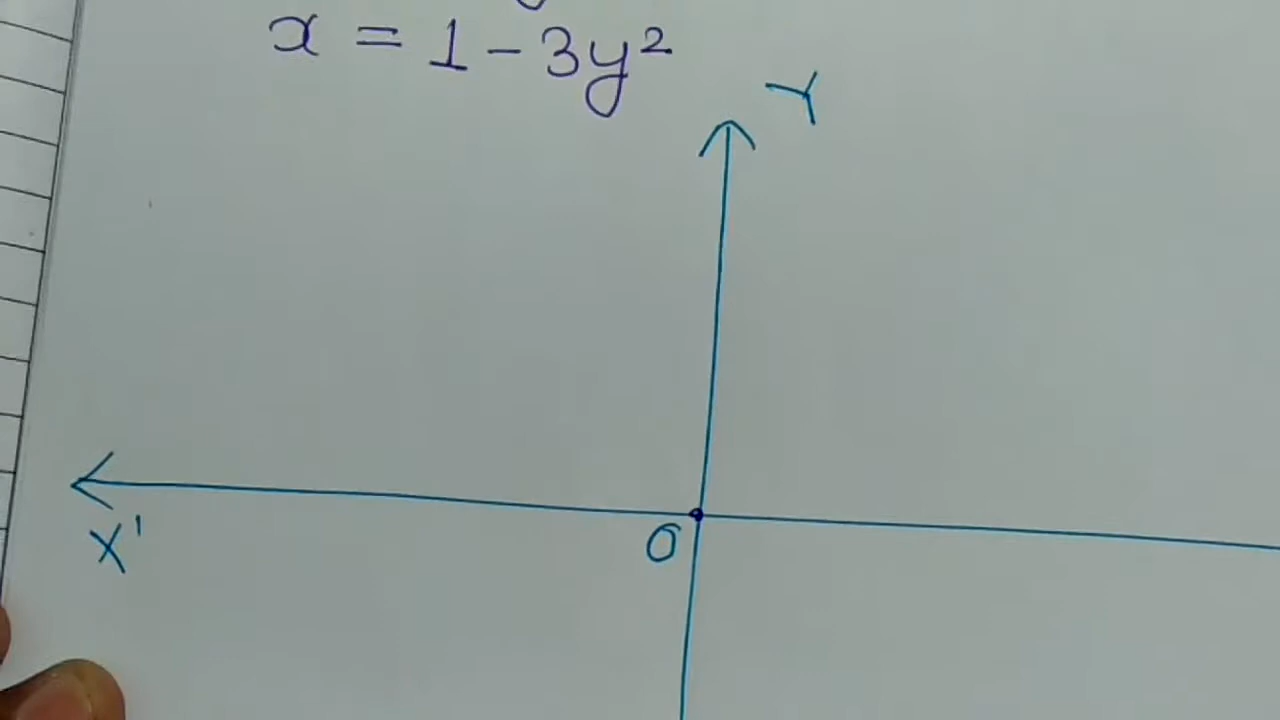 x = 1 - 3y²
Y
X'
O